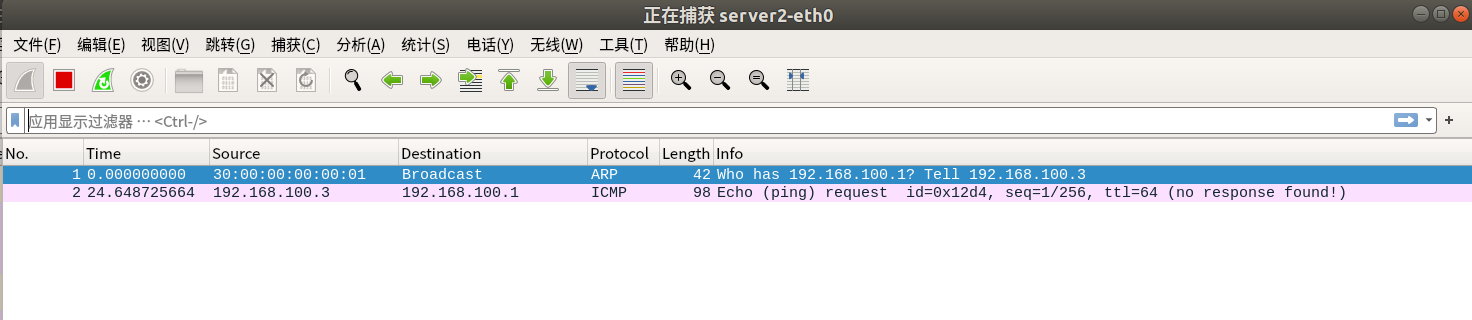 正在捕获 server2-eth0
文件(F) 编辑(E) 视图(V) 跳转(G) 捕获(C) 分析(A) 统计(S) 电话(Y) 无线(W) 工具(T) 帮助(H)
应用显示过滤器 … <Ctrl-/>
No. Time Source Destination Protocol Length Info
1 0.000000000 30:00:00:00:00:01 Broadcast ARP 42 Who has 192.168.100.1? Tell 192.168.100.3
2 24.648725664 192.168.100.3 192.168.100.1 ICMP 98 Echo (ping) request id=0x12d4, seq=1/256, ttl=64 (no response found!)